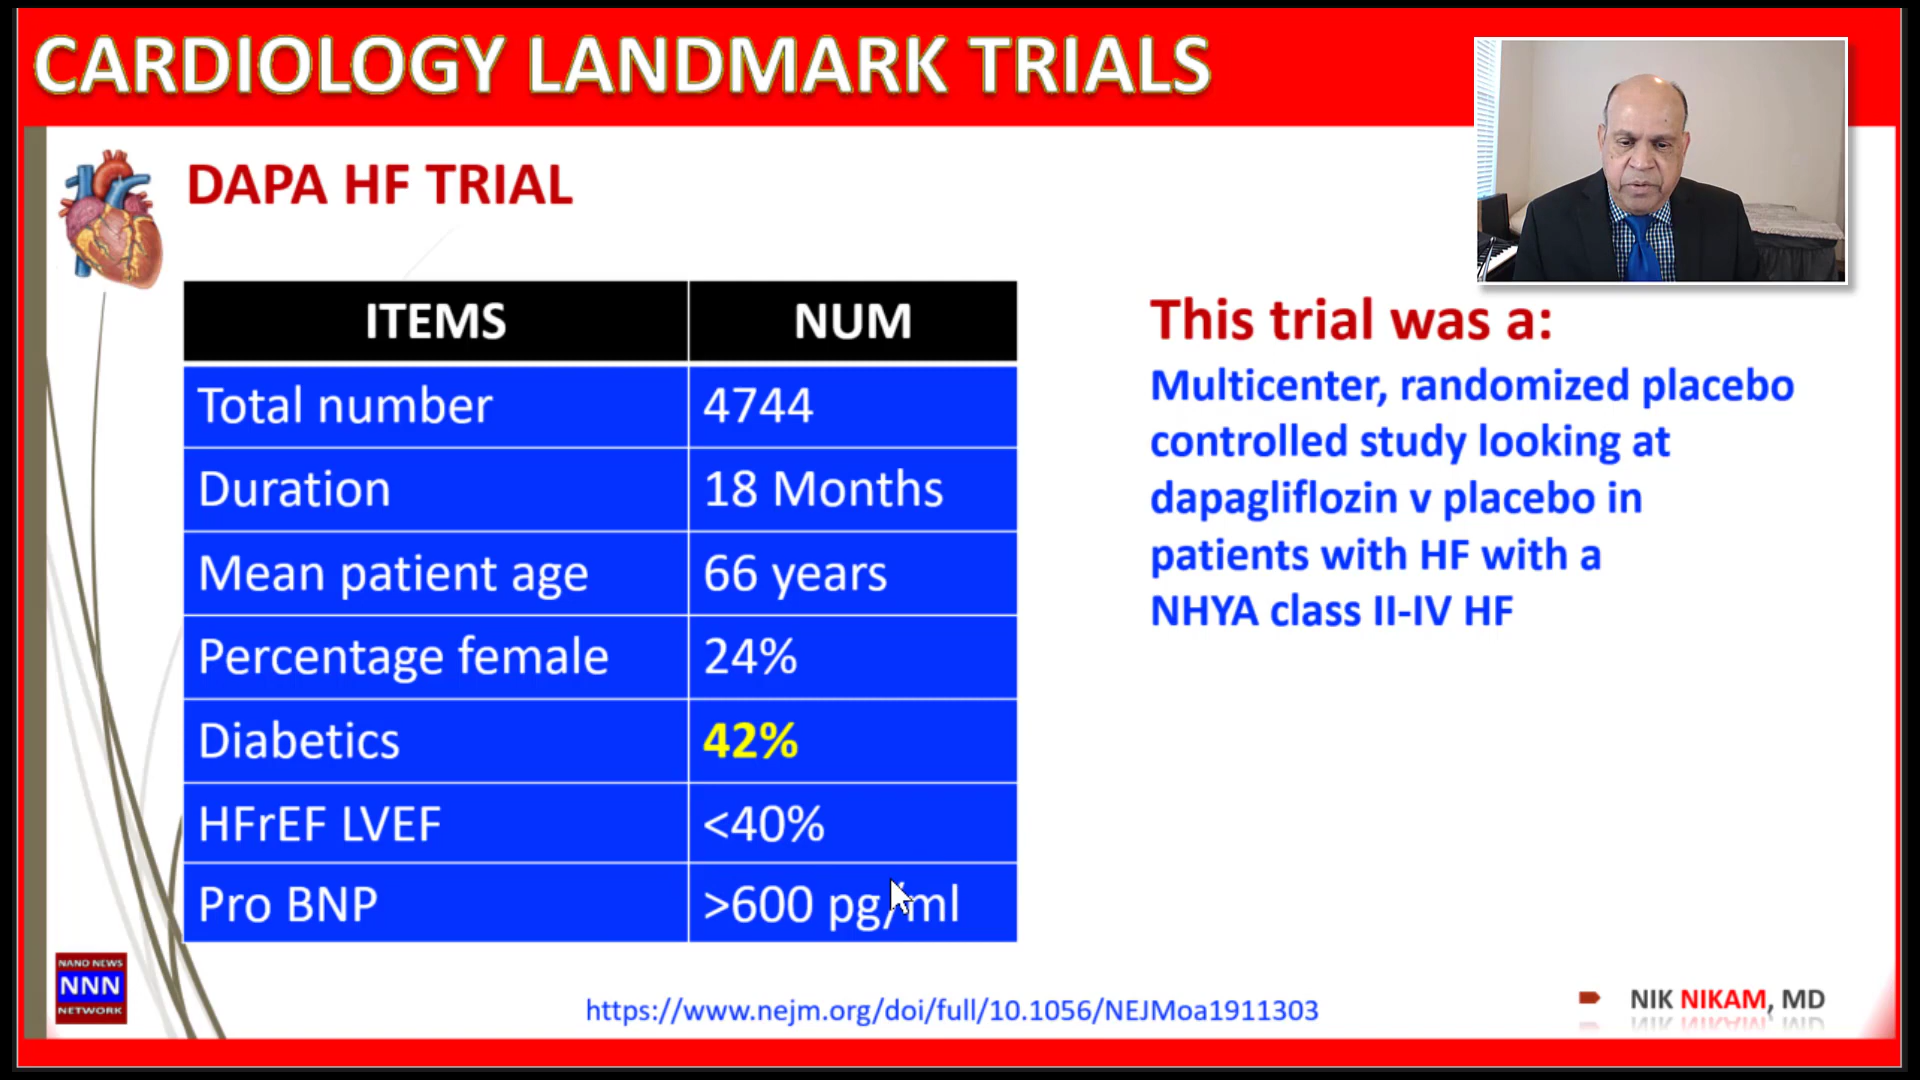 CARDIOLOGY LANDMARK TRIALS
DAPA HF TRIAL
ITEMS NUM
Total number 4744
Duration 18 Months
Mean patient age 66 years
Percentage female 24%
Diabetics 42%
HFrEF LVEF <40%
Pro BNP >600 pg/ml
This trial was a:
Multicenter, randomized placebo
controlled study looking at
dapagliflozin v placebo in
patients with HF with a
NHYA class II-IV HF
NANO NEWS
NNN
NETWORK
https://www.nejm.org/doi/full/10.1056/NEJMoa1911303
NIK NIKAM, MD